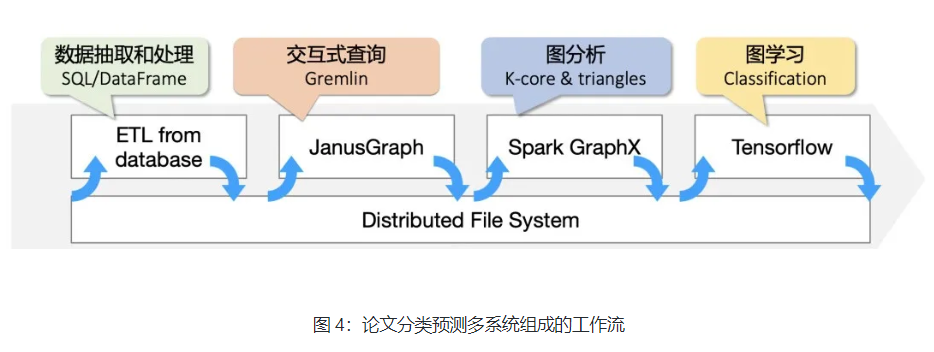 数据抽取和处理
SQL/DataFrame
交互式查询
Gremlin
图分析
K-core & triangles
图学习
Classification
ETL from
database
JanusGraph
Spark GraphX
Tensorflow
Distributed File System
图 4：论文分类预测多系统组成的工作流